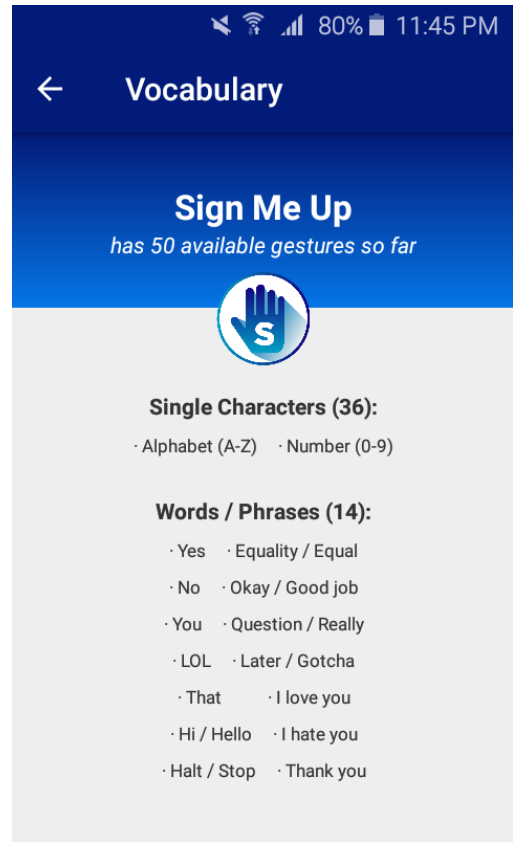 80% 11:45 PM
Vocabulary
Sign Me Up
has 50 available gestures so far
S
Single Characters (36):
· Alphabet (A-Z) · Number (0-9)
Words / Phrases (14):
· Yes · Equality / Equal
· No · Okay / Good job
· You · Question / Really
· LOL · Later / Gotcha
· That · I love you
· Hi / Hello · I hate you
· Halt / Stop · Thank you